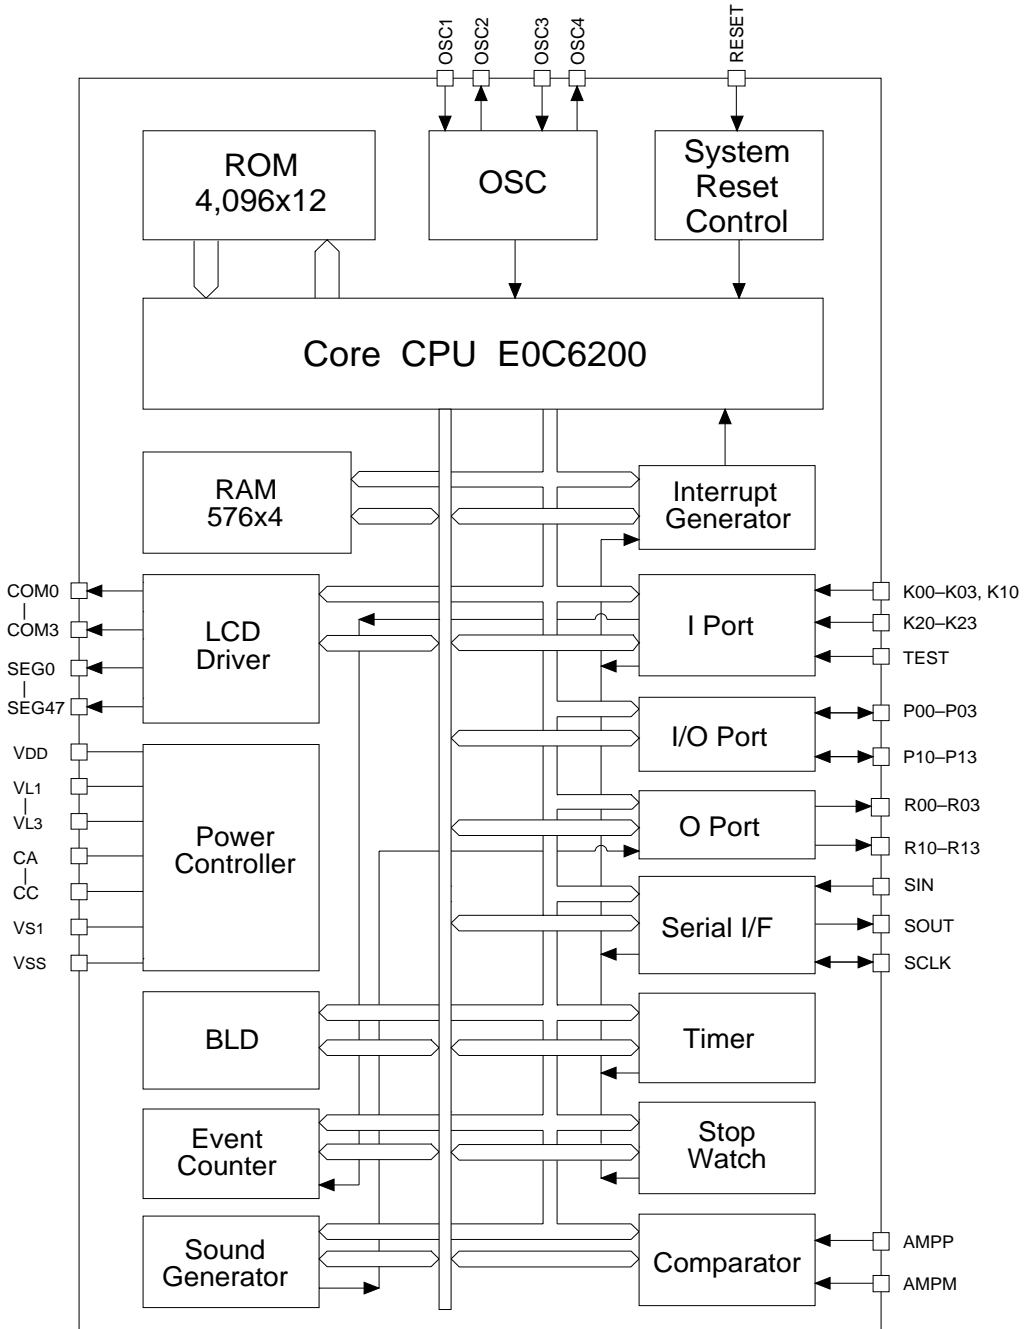 OSC1
OSC2
OSC3
OSC4
RESET
ROM
4,096x12
OSC
System
Reset
Control
Core CPU E0C6200
RAM
576x4
Interrupt
Generator
COM0
COM3
SEG0
SEG47
LCD
Driver
I Port
K00–K03, K10
K20–K23
TEST
I/O Port
P00–P03
P10–P13
VDD
VL1
VL3
CA
CC
VS1
VSS
Power
Controller
O Port
R00–R03
R10–R13
Serial I/F
SIN
SOUT
SCLK
BLD
Timer
Event
Counter
Stop
Watch
Sound
Generator
Comparator
AMPP
AMPM